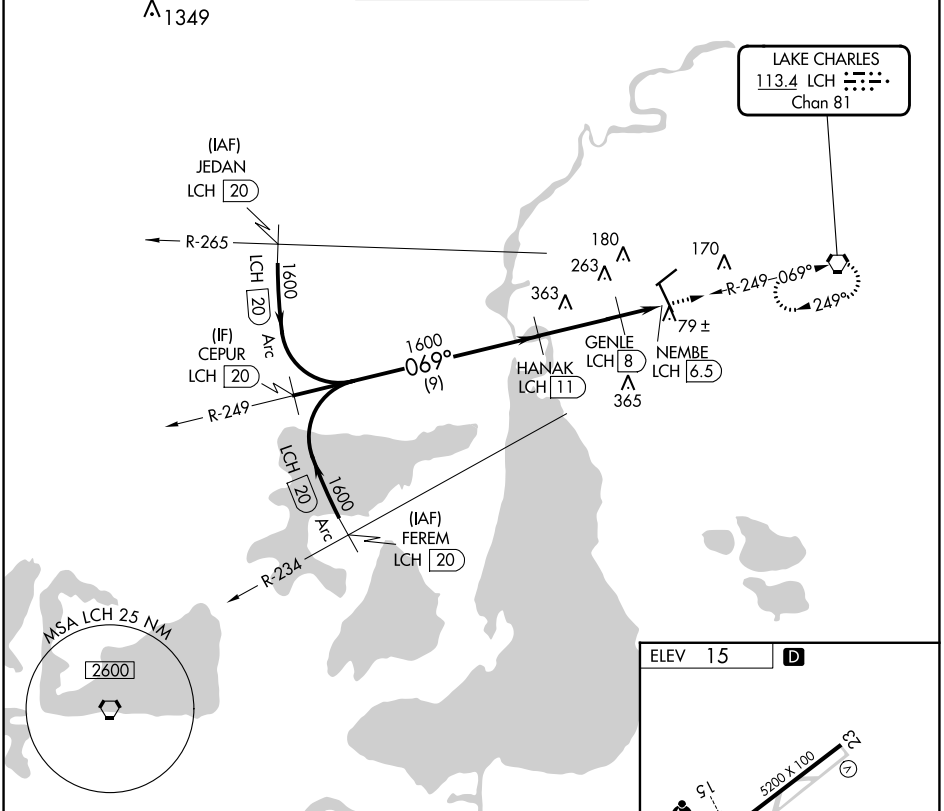 1349
LAKE CHARLES
113.4 LCH
Chan 81
(IAF)
JEDAN
LCH 20
R-265
LCH 20 Arc
1600
(IF)
CEPUR
LCH 20
R-249
1600
069°
(9)
HANAK
LCH 11
363
263
180
GENLE
LCH 8
365
170
79 ±
NEMBE
LCH 6.5
R-249
069°
249°
LCH 20 Arc
1600
(IAF)
FEREM
LCH 20
R-234
MSA LCH 25 NM
2600
ELEV 15 D
5200 X 100
23
15
V